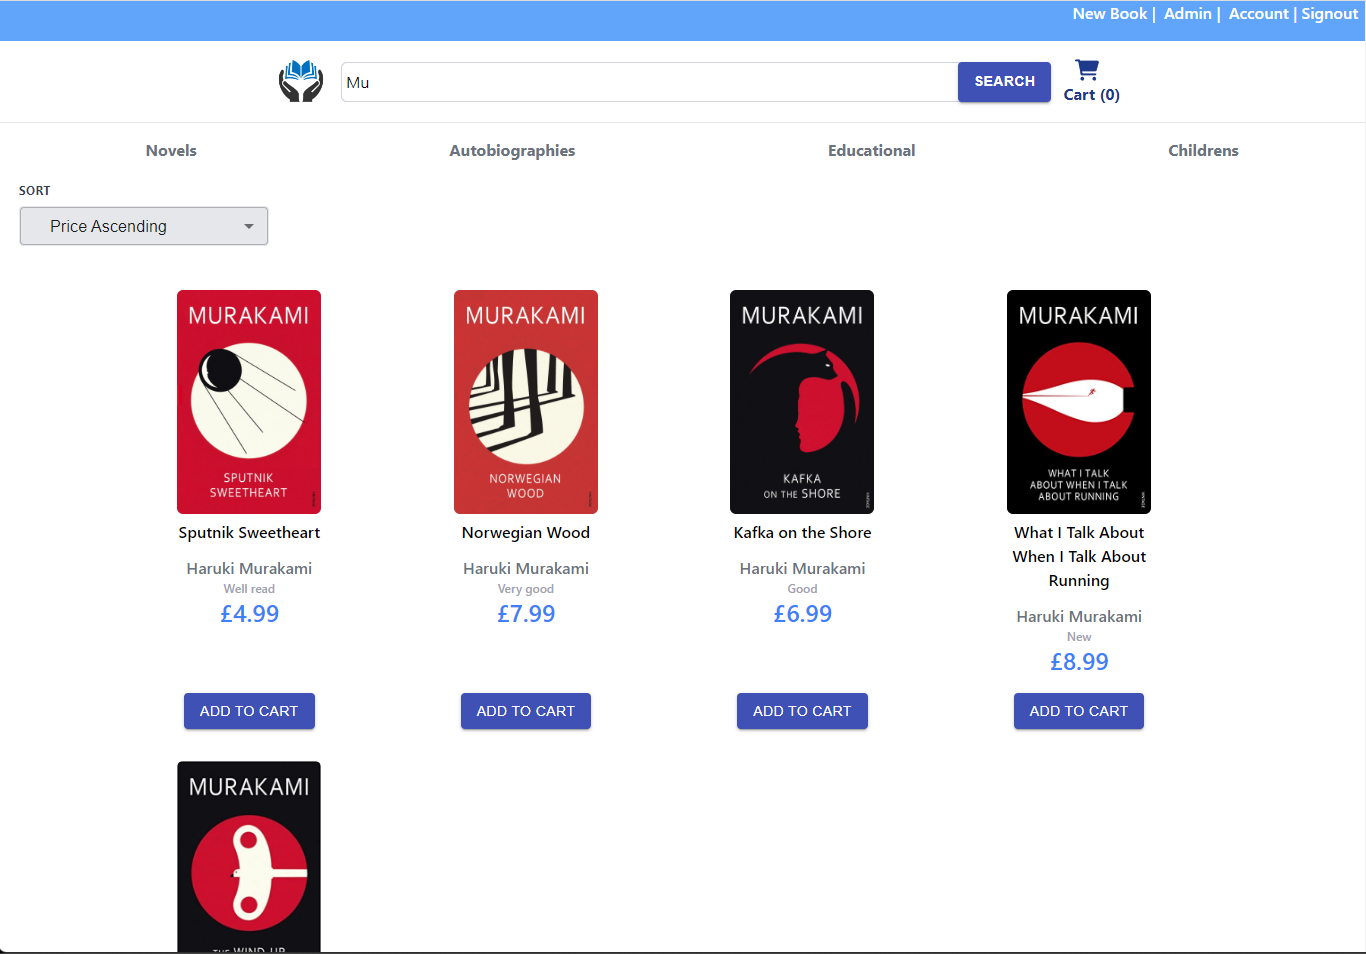 New Book | Admin | Account | Signout
Mu
SEARCH
Cart (0)
Novels
Autobiographies
Educational
Childrens
SORT
Price Ascending
MURAKAMI
SPUTNIK
SWEETHEART
Sputnik Sweetheart
Haruki Murakami
Well read
£4.99
ADD TO CART
MURAKAMI
NORWEGIAN
WOOD
Norwegian Wood
Haruki Murakami
Very good
£7.99
ADD TO CART
MURAKAMI
KAFKA
ON THE SHORE
Kafka on the Shore
Haruki Murakami
Good
£6.99
ADD TO CART
MURAKAMI
WHAT I TALK
ABOUT WHEN I TALK
ABOUT RUNNING
What I Talk About
When I Talk About
Running
Haruki Murakami
New
£8.99
ADD TO CART
MURAKAMI
THE WIND-UP